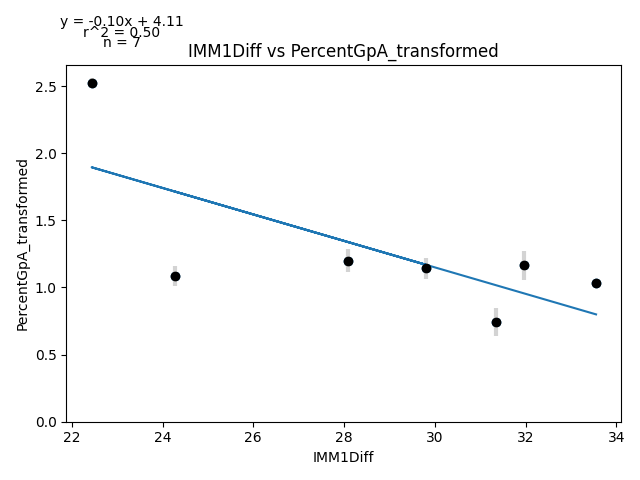 y = -0.10x + 4.11
r^2 = 0.50
n = 7
IMM1Diff vs PercentGpA_transformed
PercentGpA_transformed
2.5
2.0
1.5
1.0
0.5
0.0
22 24 26 28 30 32 34
IMM1Diff